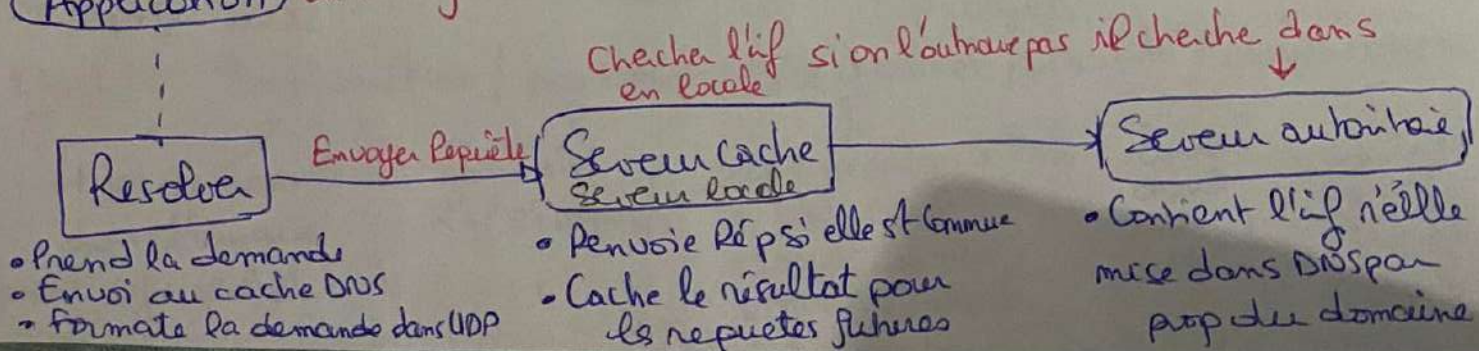 Application
Chercher l'inf si on l'outrouve pas il cherche dans
en locale
Envoyer Requête
Resolver
Serveur Cache
Serveur locale
Serveur autoritaire
• Prend la demande
• Envoi au cache DNS
• Formate la demande dans UDP
• Renvoie Rép si elle st Connue
• Cache le résultat pour
les requetes futures
• Contient l'inf réelle
mise dans DNS par
prop du domaine